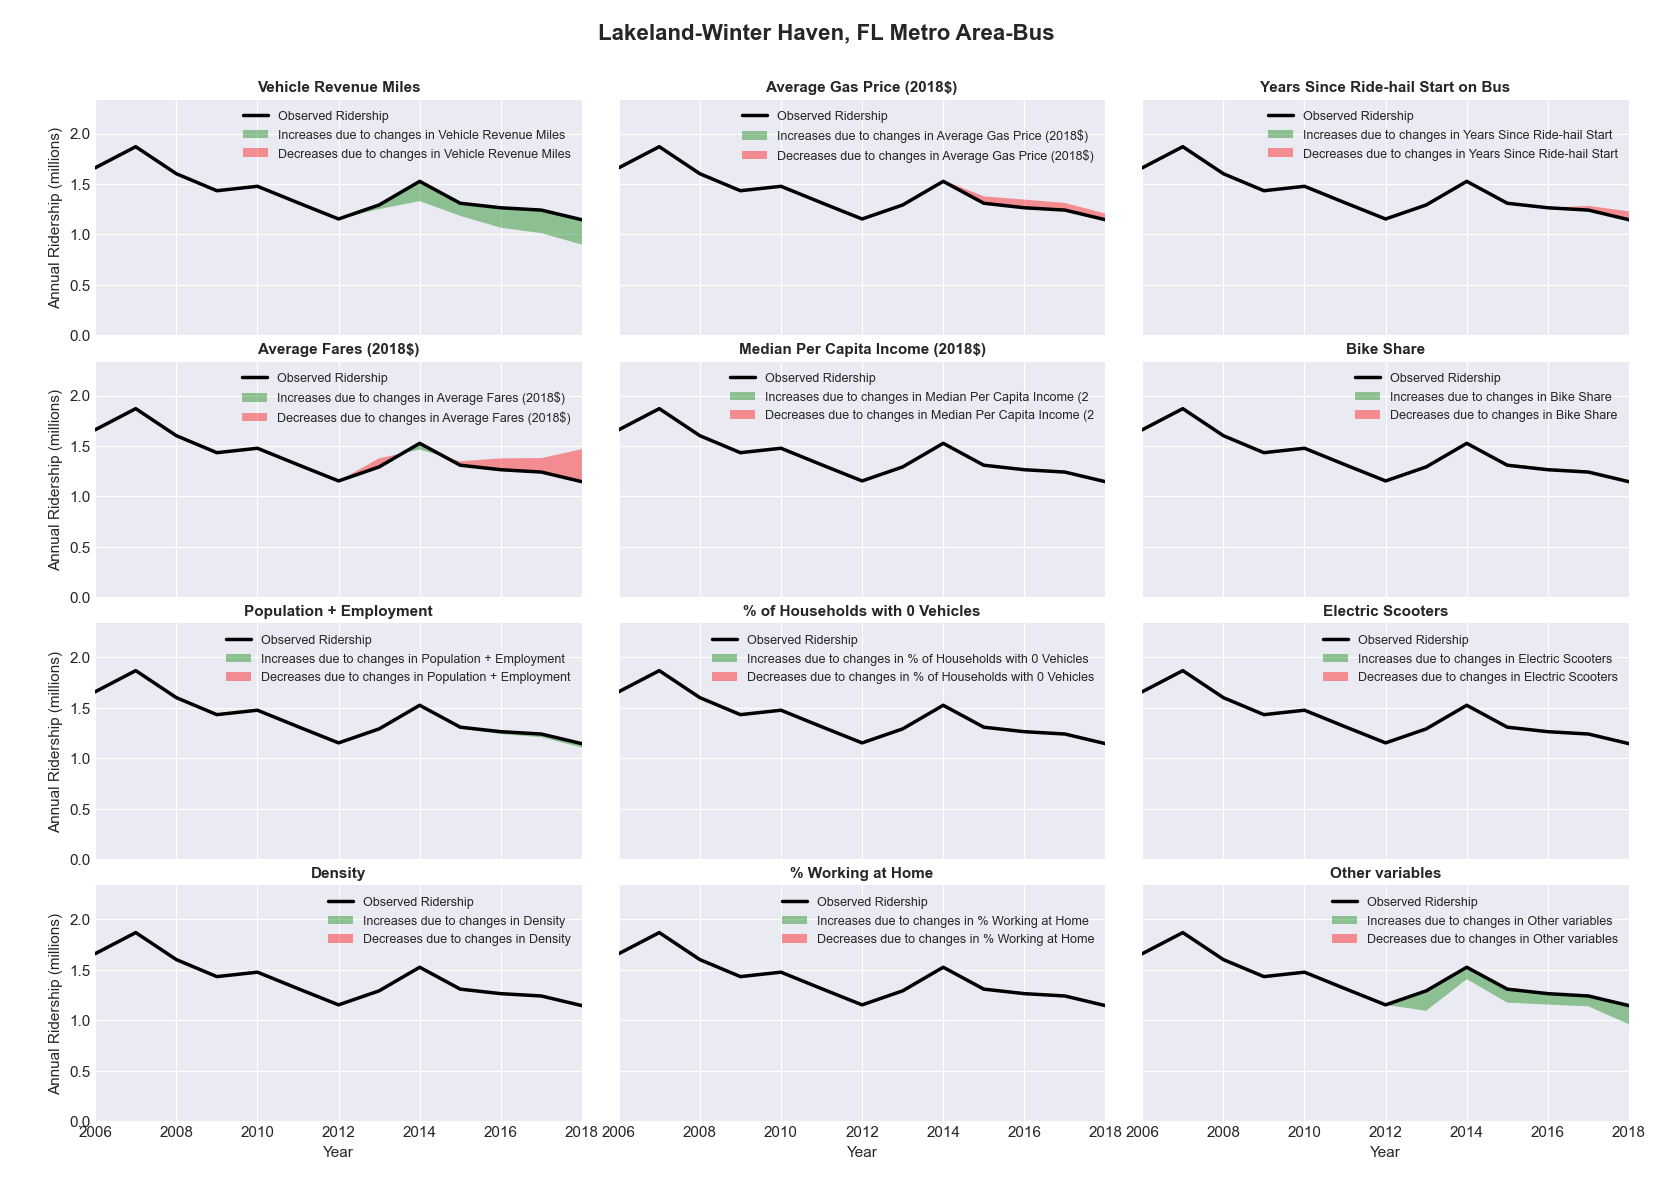 Lakeland-Winter Haven, FL Metro Area-Bus
Vehicle Revenue Miles
Observed Ridership
Increases due to changes in Vehicle Revenue Miles
Decreases due to changes in Vehicle Revenue Miles
Annual Ridership (millions)
2.0
1.5
1.0
0.5
0.0
Average Gas Price (2018$)
Observed Ridership
Increases due to changes in Average Gas Price (2018$)
Decreases due to changes in Average Gas Price (2018$)
Years Since Ride-hail Start on Bus
Observed Ridership
Increases due to changes in Years Since Ride-hail Start
Decreases due to changes in Years Since Ride-hail Start
Average Fares (2018$)
Observed Ridership
Increases due to changes in Average Fares (2018$)
Decreases due to changes in Average Fares (2018$)
Annual Ridership (millions)
2.0
1.5
1.0
0.5
0.0
Median Per Capita Income (2018$)
Observed Ridership
Increases due to changes in Median Per Capita Income (2
Decreases due to changes in Median Per Capita Income (2
Bike Share
Observed Ridership
Increases due to changes in Bike Share
Decreases due to changes in Bike Share
Population + Employment
Observed Ridership
Increases due to changes in Population + Employment
Decreases due to changes in Population + Employment
Annual Ridership (millions)
2.0
1.5
1.0
0.5
0.0
% of Households with 0 Vehicles
Observed Ridership
Increases due to changes in % of Households with 0 Vehicles
Decreases due to changes in % of Households with 0 Vehicles
Electric Scooters
Observed Ridership
Increases due to changes in Electric Scooters
Decreases due to changes in Electric Scooters
Density
Observed Ridership
Increases due to changes in Density
Decreases due to changes in Density
Annual Ridership (millions)
2.0
1.5
1.0
0.5
0.0
2006 2008 2010 2012 2014 2016 2018
Year
% Working at Home
Observed Ridership
Increases due to changes in % Working at Home
Decreases due to changes in % Working at Home
2006 2008 2010 2012 2014 2016 2018
Year
Other variables
Observed Ridership
Increases due to changes in Other variables
Decreases due to changes in Other variables
2006 2008 2010 2012 2014 2016 2018
Year